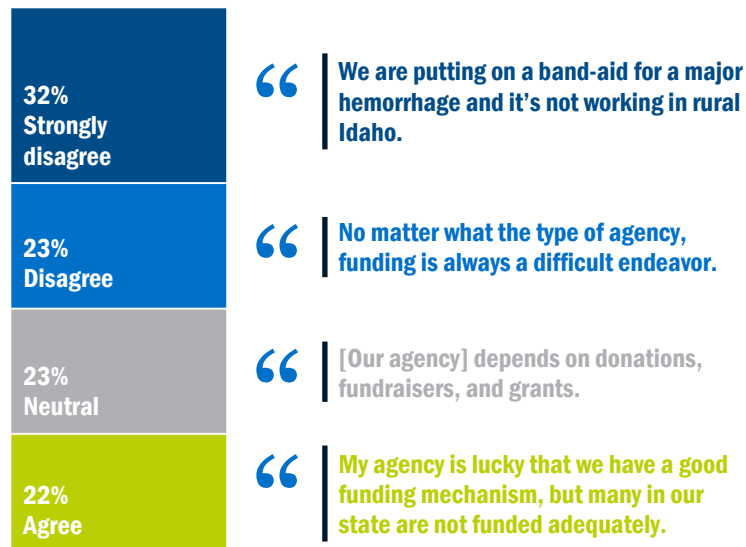 32%
Strongly
disagree
“
We are putting on a band-aid for a major
hemorrhage and it’s not working in rural
Idaho.
23%
Disagree
“
No matter what the type of agency,
funding is always a difficult endeavor.
23%
Neutral
“
[Our agency] depends on donations,
fundraisers, and grants.
22%
Agree
“
My agency is lucky that we have a good
funding mechanism, but many in our
state are not funded adequately.